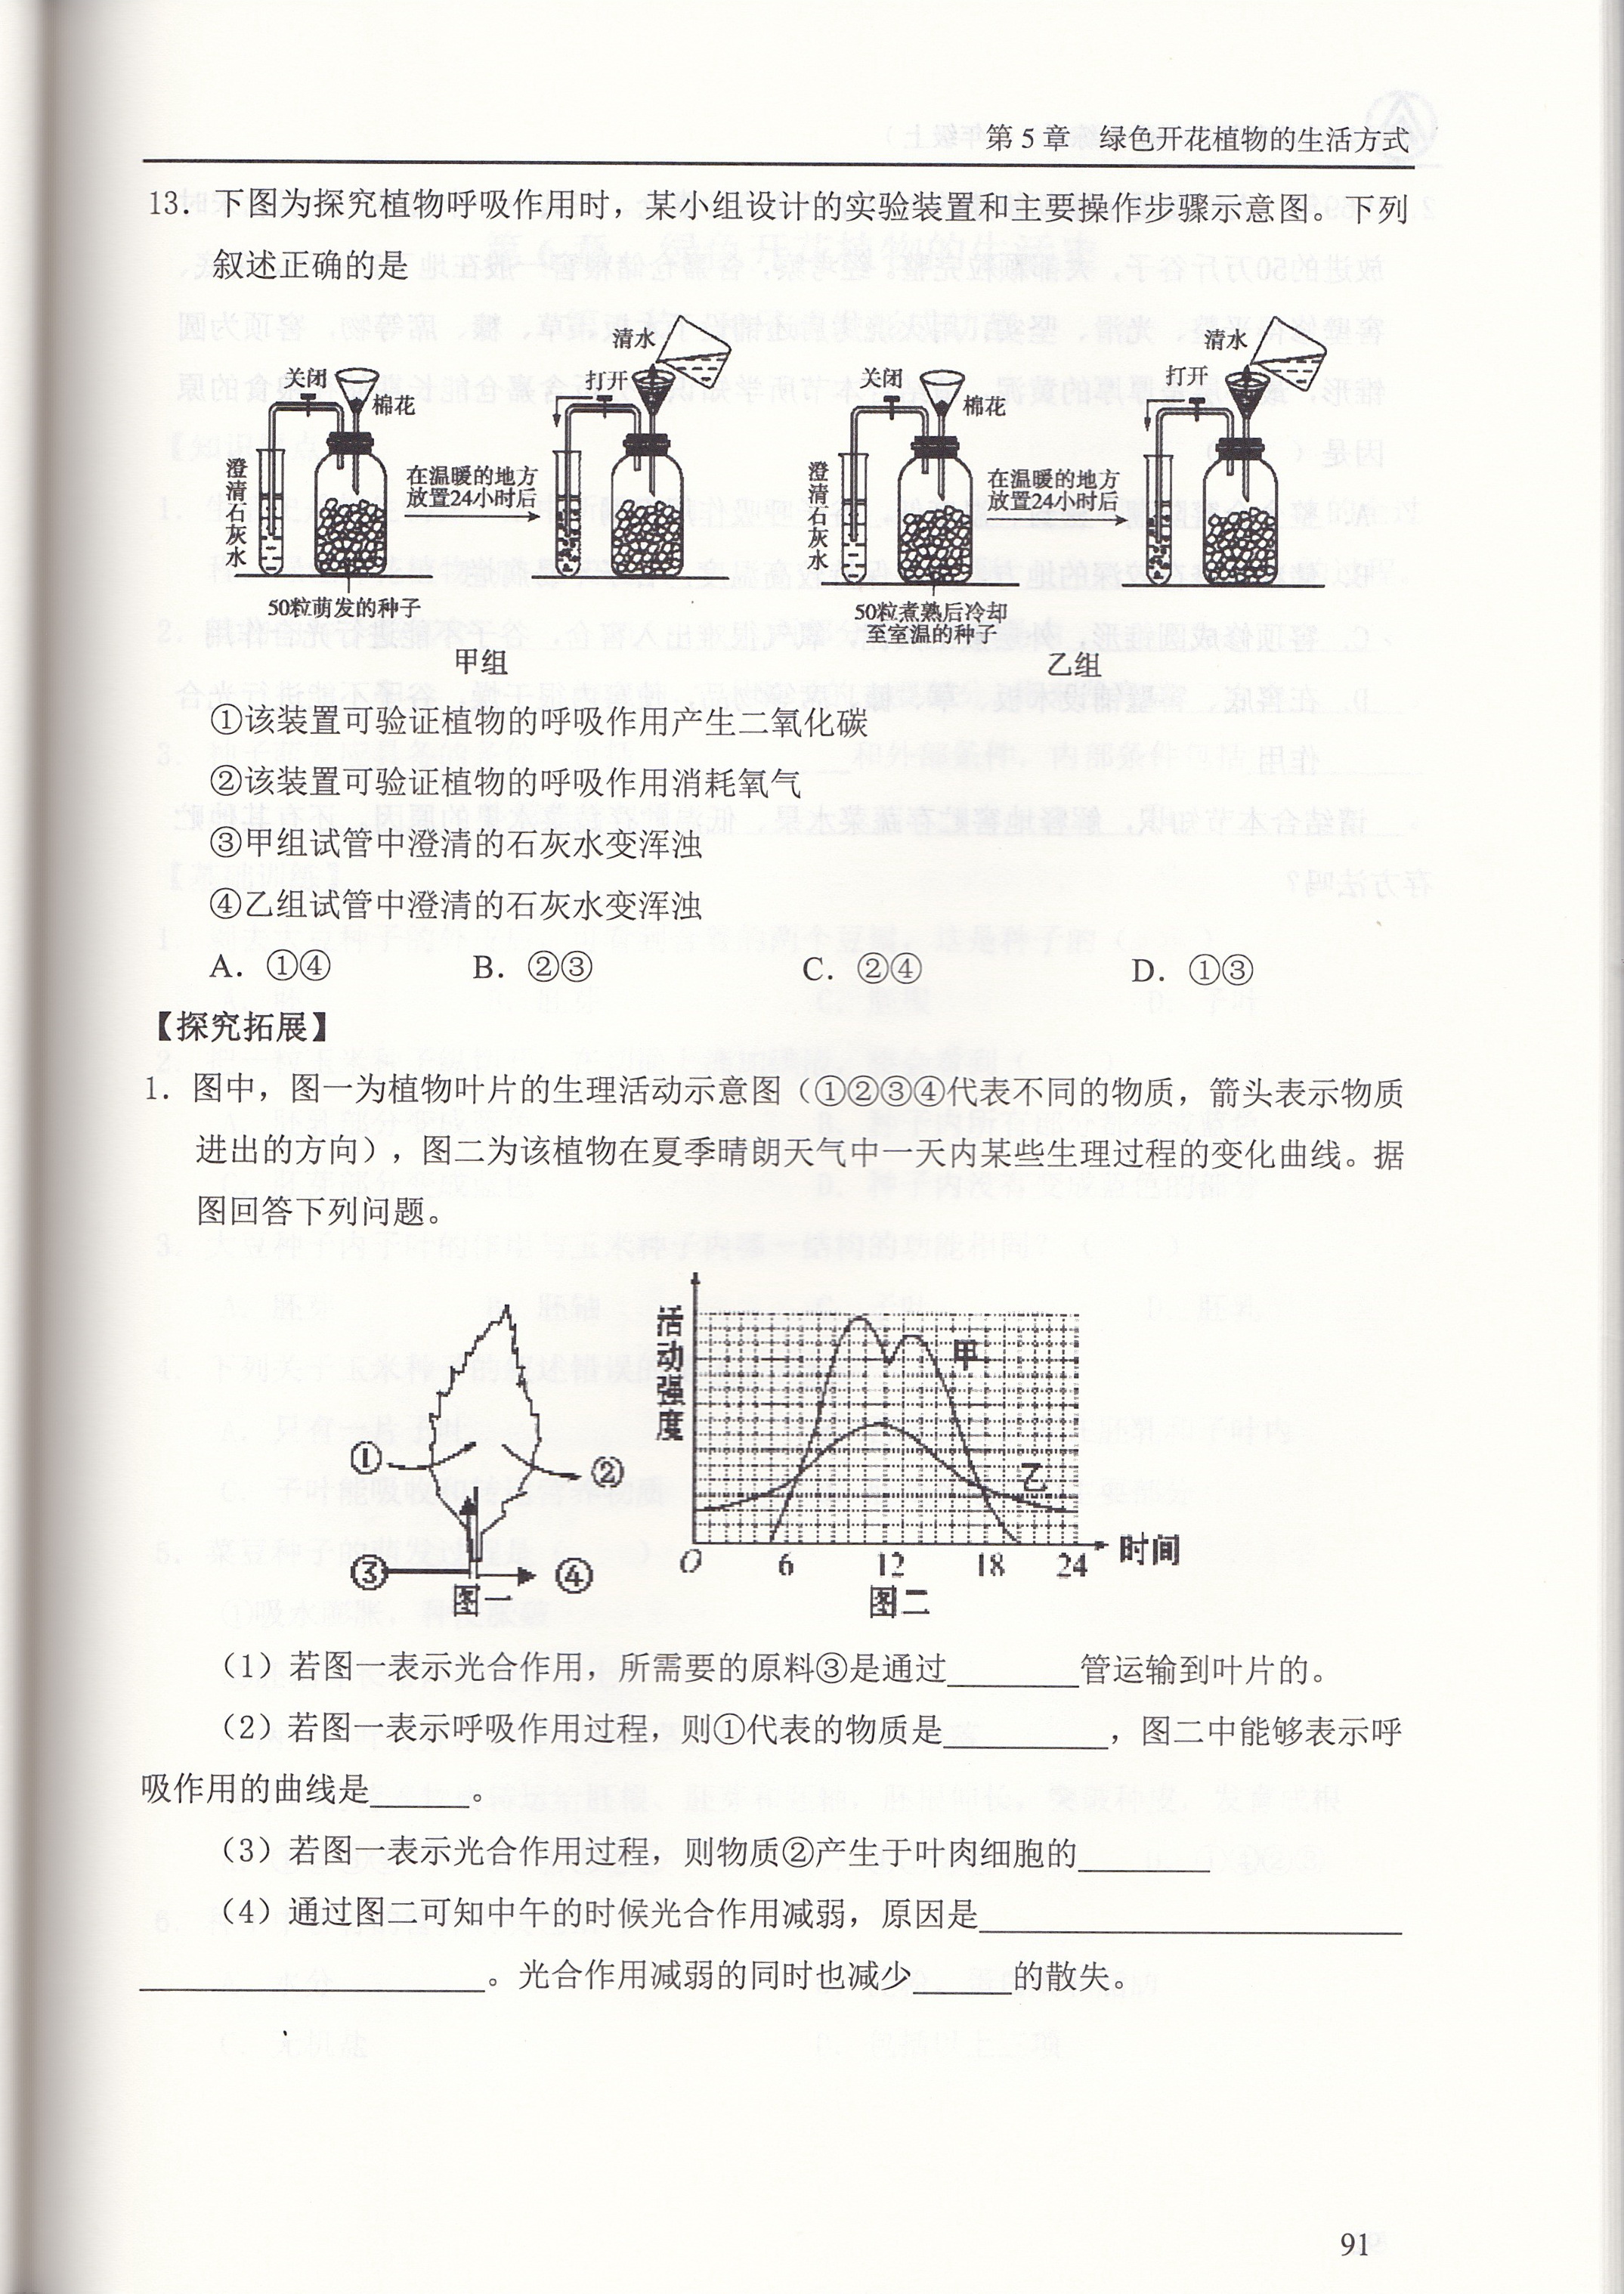 第5章 绿色开花植物的生活方式
13. 下图为探究植物呼吸作用时，某小组设计的实验装置和主要操作步骤示意图。下列
叙述正确的是
清水
清水
关闭
打开
关闭
打开
棉花
棉花
澄清石灰水
在温暖的地方
放置24小时后
澄清石灰水
在温暖的地方
放置24小时后
50粒萌发的种子
50粒煮熟后冷却
至室温的种子
甲组
乙组
①该装置可验证植物的呼吸作用产生二氧化碳
②该装置可验证植物的呼吸作用消耗氧气
③甲组试管中澄清的石灰水变浑浊
④乙组试管中澄清的石灰水变浑浊
A. ①④ B. ②③ C. ②④ D. ①③
【探究拓展】
1. 图中，图一为植物叶片的生理活动示意图（①②③④代表不同的物质，箭头表示物质
进出的方向），图二为该植物在夏季晴朗天气中一天内某些生理过程的变化曲线。据
图回答下列问题。
活动强度
甲
①
②
乙
③
④
图一
O 6 12 18 24 时间
图二
（1）若图一表示光合作用，所需要的原料③是通过________管运输到叶片的。
（2）若图一表示呼吸作用过程，则①代表的物质是__________，图二中能够表示呼
吸作用的曲线是______。
（3）若图一表示光合作用过程，则物质②产生于叶肉细胞的________
（4）通过图二可知中午的时候光合作用减弱，原因是__________________________
_____________________。光合作用减弱的同时也减少______的散失。
91